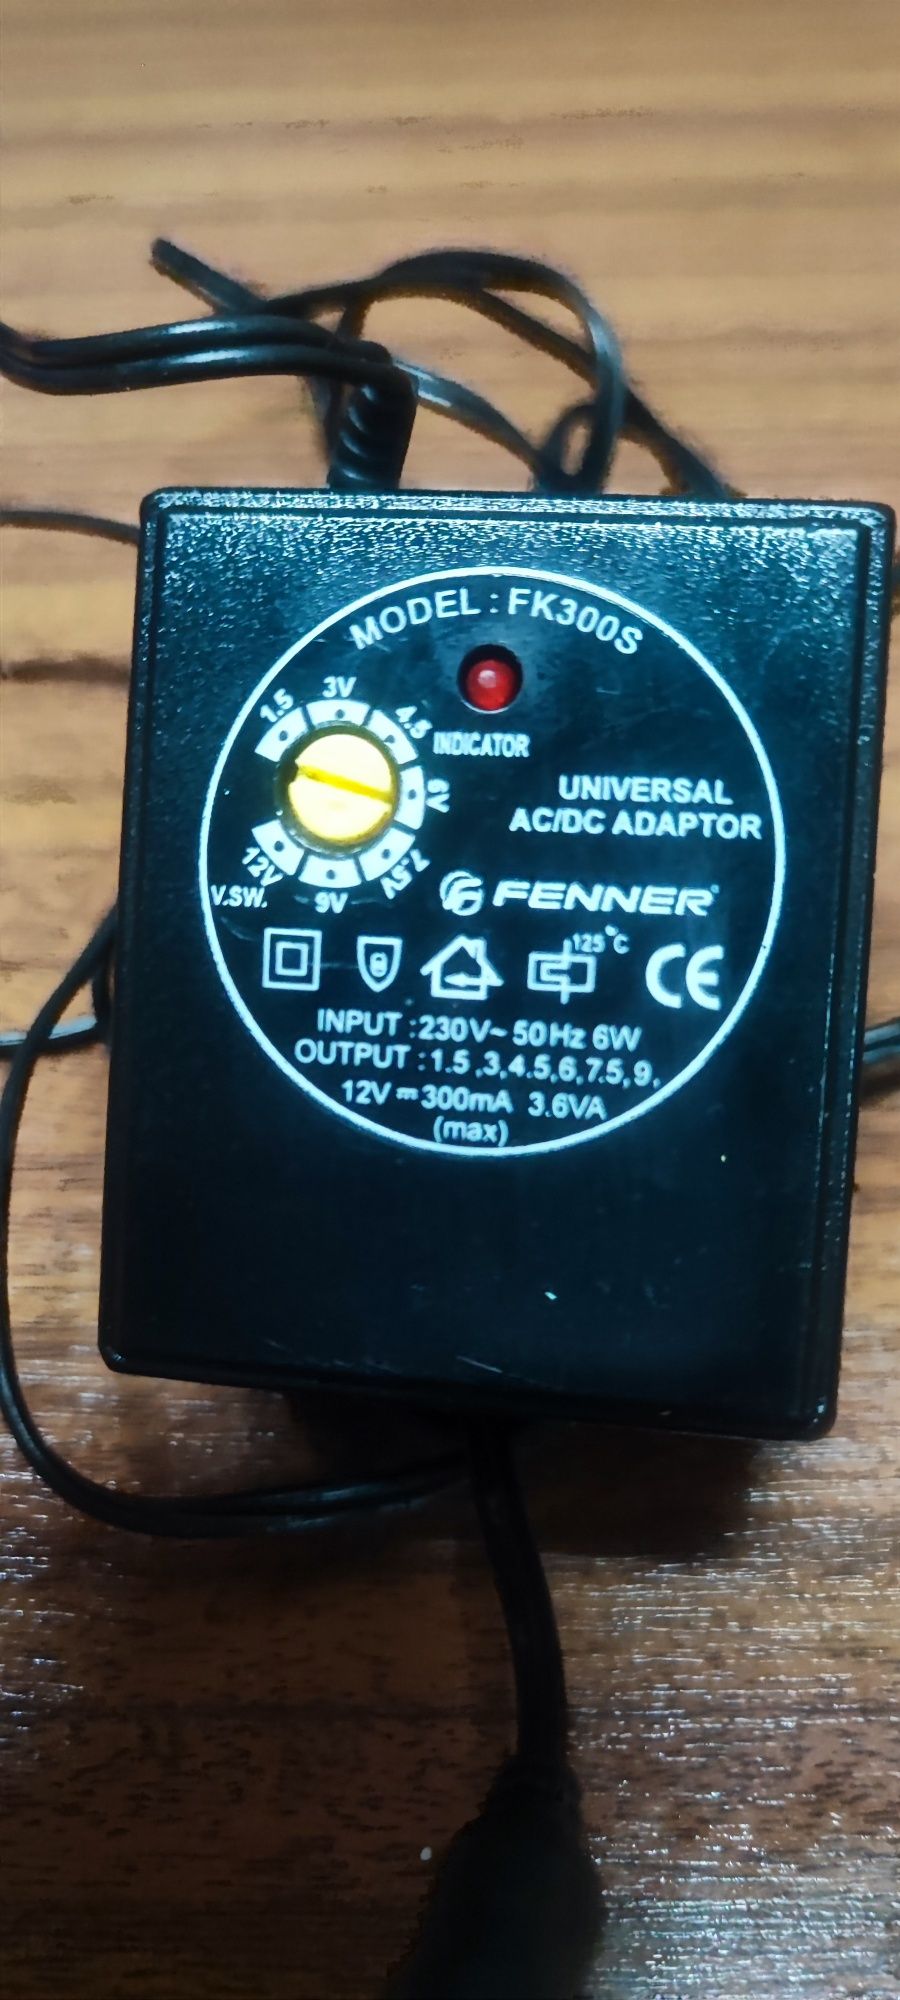 MODEL : FK300S
1.5
3V
4.5
6V
7.5V
9V
12V
V.SW.
INDICATOR
UNIVERSAL
AC/DC ADAPTOR
FENNER®
125°C
CE
INPUT : 230V~ 50Hz 6W
OUTPUT : 1.5 ,3,4.5,6,7.5,9,
12V ⎓ 300mA 3.6VA
(max)